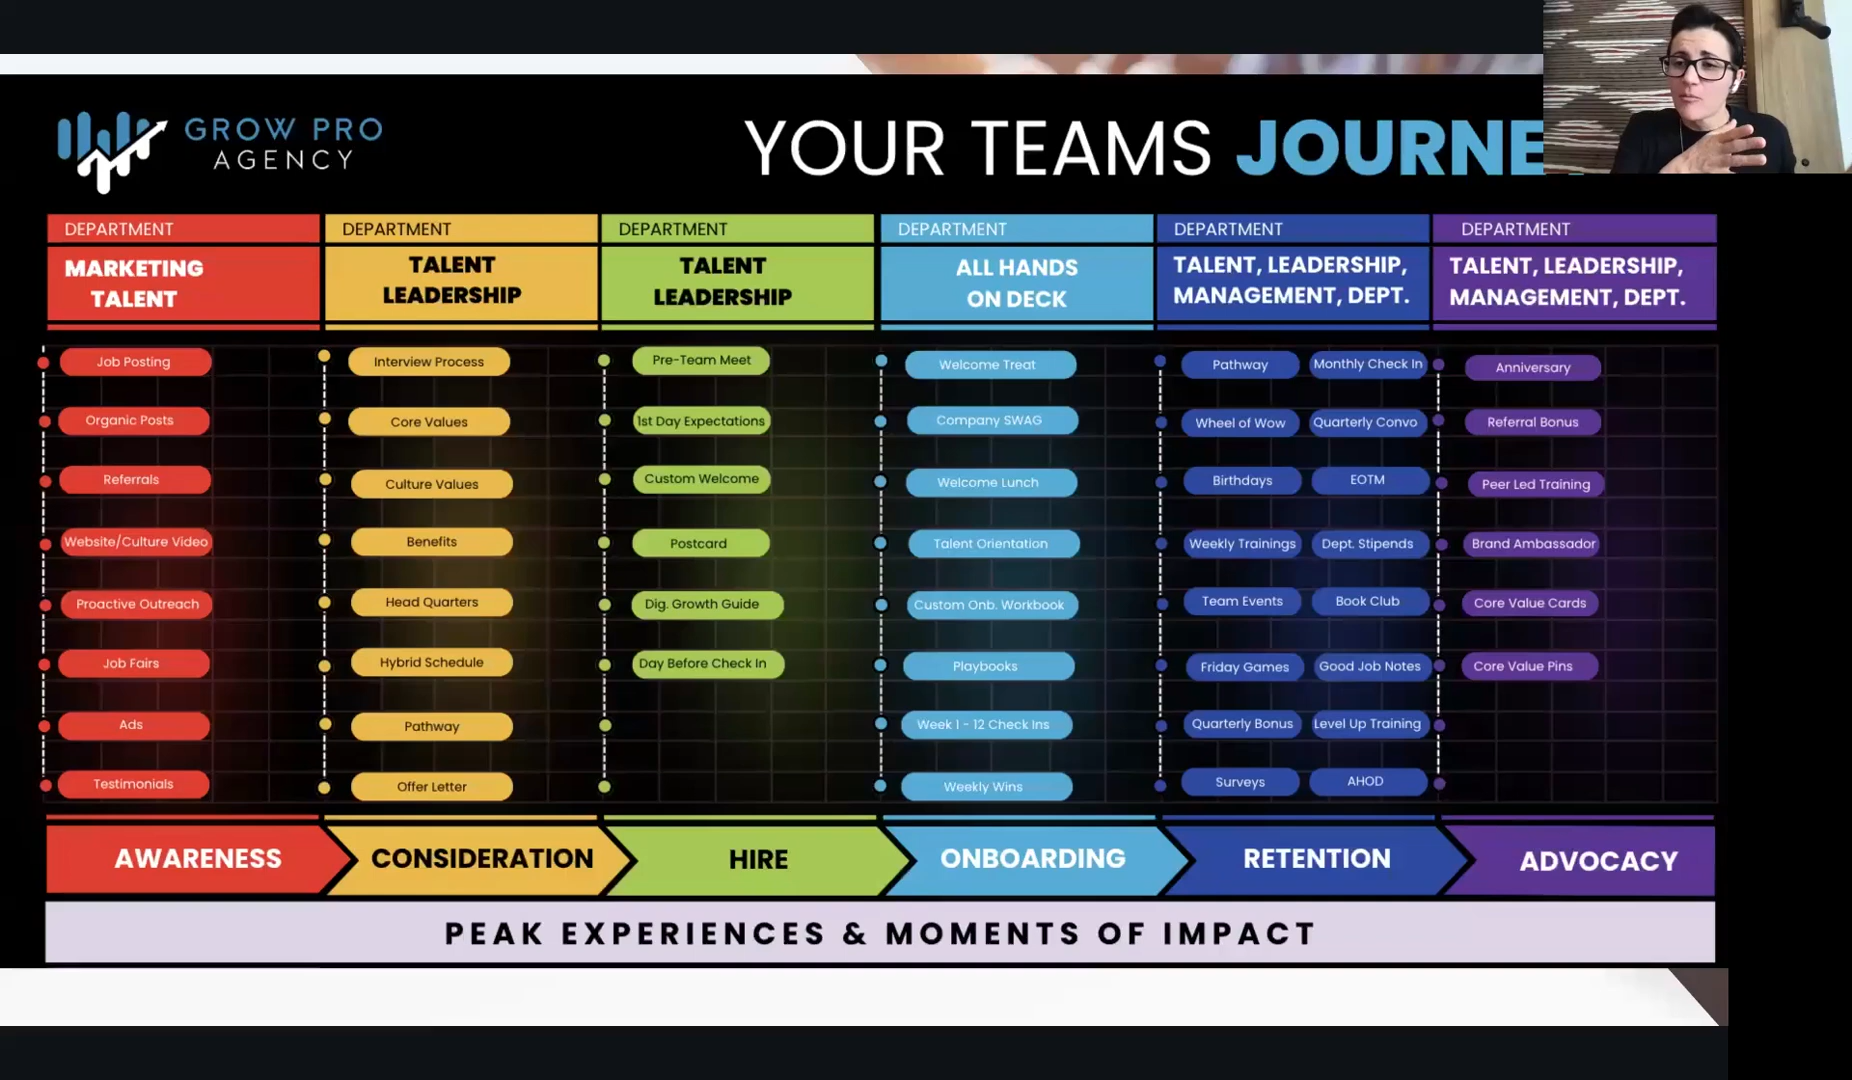 GROW PRO
AGENCY
YOUR TEAMS JOURNE
DEPARTMENT
MARKETING
TALENT
DEPARTMENT
TALENT
LEADERSHIP
DEPARTMENT
TALENT
LEADERSHIP
DEPARTMENT
ALL HANDS
ON DECK
DEPARTMENT
TALENT, LEADERSHIP,
MANAGEMENT, DEPT.
DEPARTMENT
TALENT, LEADERSHIP,
MANAGEMENT, DEPT.
Job Posting
Organic Posts
Referrals
Website/Culture Video
Proactive Outreach
Job Fairs
Ads
Testimonials
Interview Process
Core Values
Culture Values
Benefits
Head Quarters
Hybrid Schedule
Pathway
Offer Letter
Pre-Team Meet
1st Day Expectations
Custom Welcome
Postcard
Dig. Growth Guide
Day Before Check In
Welcome Treat
Company SWAG
Welcome Lunch
Talent Orientation
Custom Onb. Workbook
Playbooks
Week 1 - 12 Check Ins
Weekly Wins
Pathway
Monthly Check In
Wheel of Wow
Quarterly Convo
Birthdays
EOTM
Weekly Trainings
Dept. Stipends
Team Events
Book Club
Friday Games
Good Job Notes
Quarterly Bonus
Level Up Training
Surveys
AHOD
Anniversary
Referral Bonus
Peer Led Training
Brand Ambassador
Core Value Cards
Core Value Pins
AWARENESS
CONSIDERATION
HIRE
ONBOARDING
RETENTION
ADVOCACY
PEAK EXPERIENCES & MOMENTS OF IMPACT